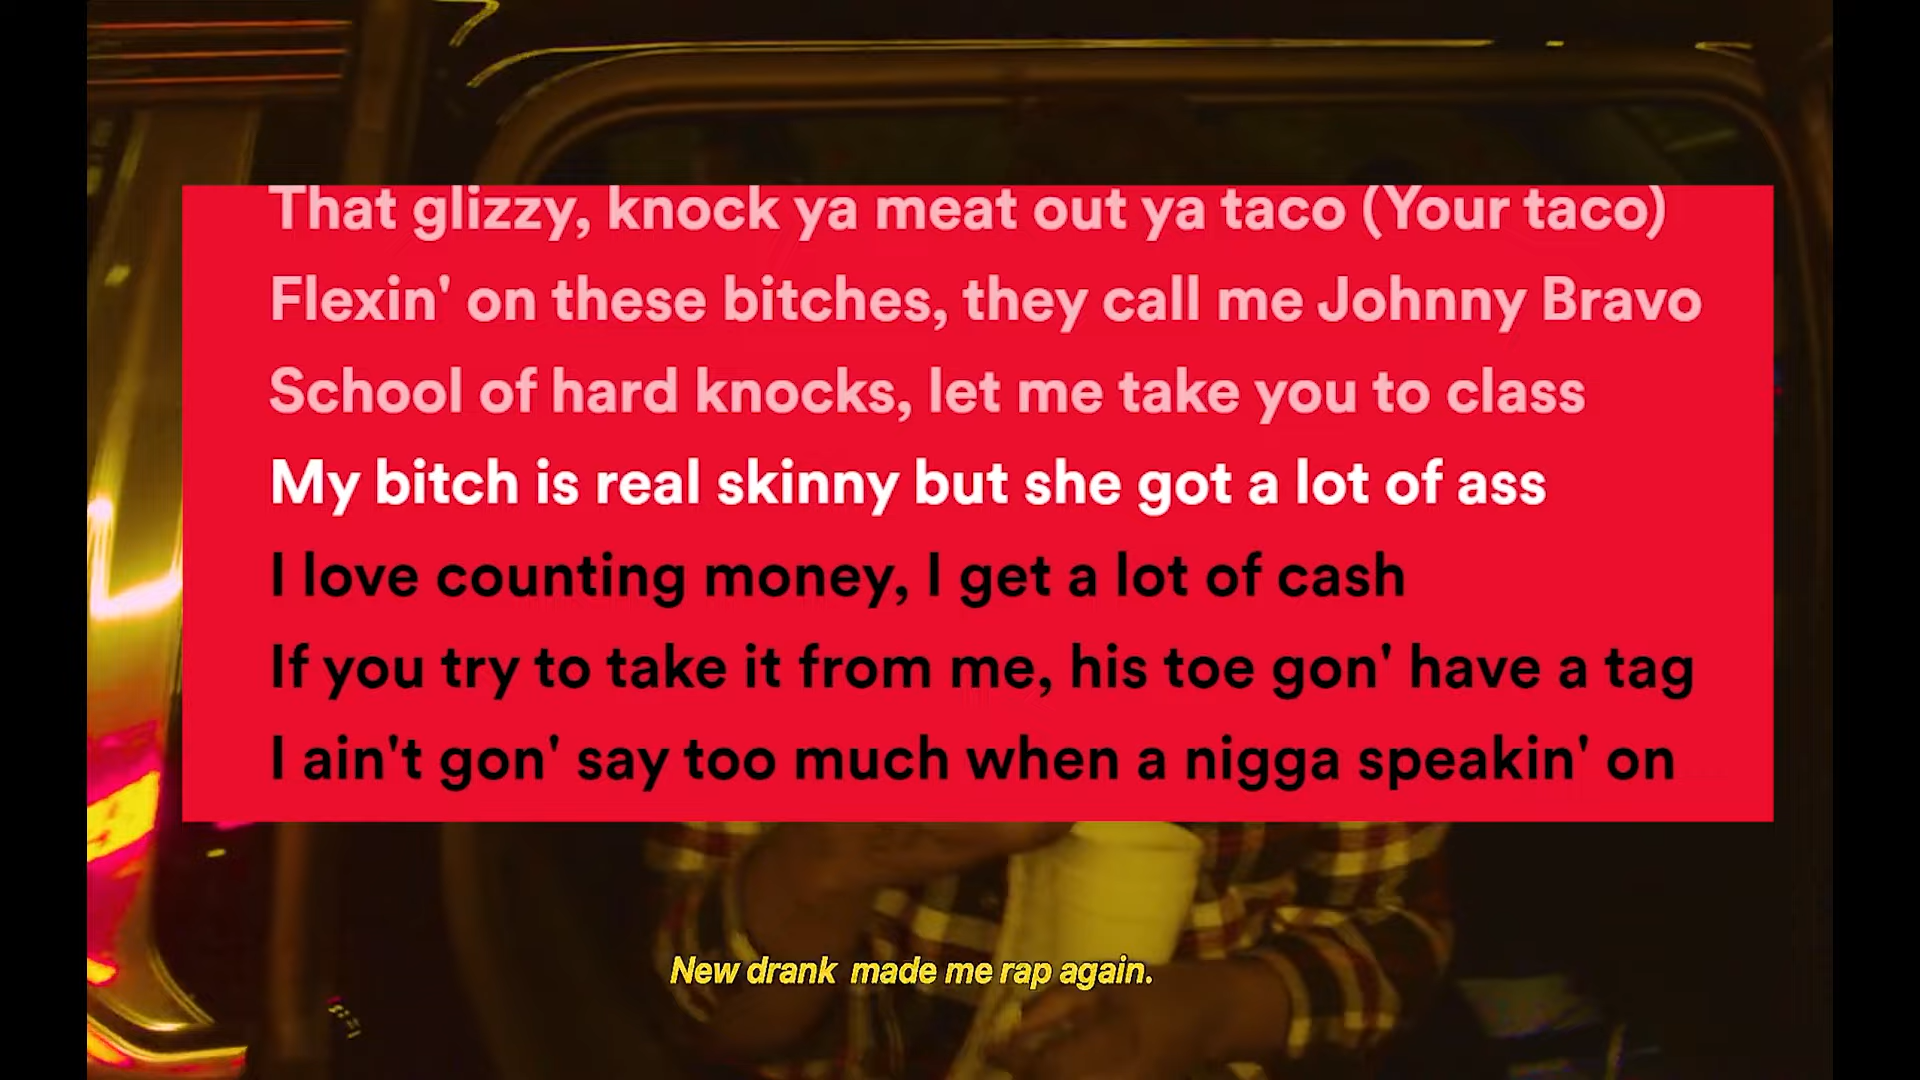 That glizzy, knock ya meat out ya taco (Your taco)
Flexin' on these bitches, they call me Johnny Bravo
School of hard knocks, let me take you to class
My bitch is real skinny but she got a lot of ass
I love counting money, I get a lot of cash
If you try to take it from me, his toe gon' have a tag
I ain't gon' say too much when a nigga speakin' on
New drank made me rap again.